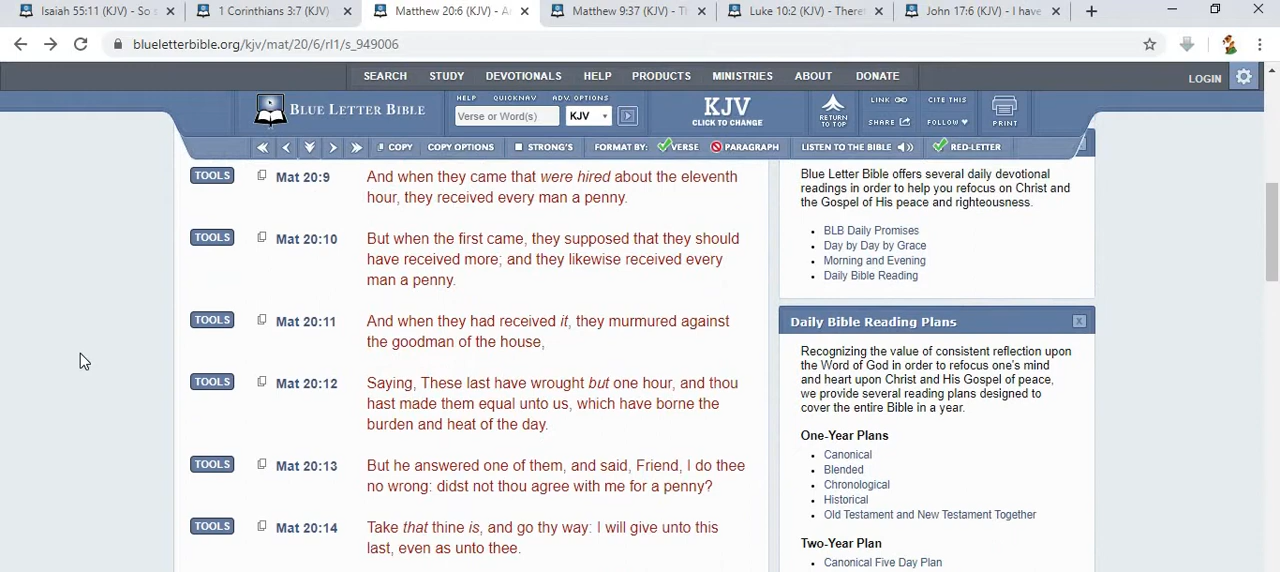 Isaiah 55:11 (KJV) - So s
1 Corinthians 3:7 (KJV) -
Matthew 20:6 (KJV) - A
Matthew 9:37 (KJV) - Th
Luke 10:2 (KJV) - There
John 17:6 (KJV) - I have
blueletterbible.org/kjv/mat/20/6/rl1/s_949006
SEARCH STUDY DEVOTIONALS HELP PRODUCTS MINISTRIES ABOUT DONATE
LOGIN
BLUE LETTER BIBLE
HELP QUICKNAV ADV. OPTIONS
Verse or Word(s) KJV
KJV
CLICK TO CHANGE
RETURN
TO TOP
LINK CITE THIS
SHARE FOLLOW
PRINT
COPY COPY OPTIONS STRONG'S FORMAT BY: VERSE PARAGRAPH LISTEN TO THE BIBLE RED-LETTER
TOOLS Mat 20:9 And when they came that were hired about the eleventh
hour, they received every man a penny.
TOOLS Mat 20:10 But when the first came, they supposed that they should
have received more; and they likewise received every
man a penny.
TOOLS Mat 20:11 And when they had received it, they murmured against
the goodman of the house,
TOOLS Mat 20:12 Saying, These last have wrought but one hour, and thou
hast made them equal unto us, which have borne the
burden and heat of the day.
TOOLS Mat 20:13 But he answered one of them, and said, Friend, I do thee
no wrong: didst not thou agree with me for a penny?
TOOLS Mat 20:14 Take that thine is, and go thy way: I will give unto this
last, even as unto thee.
Blue Letter Bible offers several daily devotional
readings in order to help you refocus on Christ and
the Gospel of His peace and righteousness.
BLB Daily Promises
Day by Day by Grace
Morning and Evening
Daily Bible Reading
Daily Bible Reading Plans
Recognizing the value of consistent reflection upon
the Word of God in order to refocus one's mind
and heart upon Christ and His Gospel of peace,
we provide several reading plans designed to
cover the entire Bible in a year.
One-Year Plans
Canonical
Blended
Chronological
Historical
Old Testament and New Testament Together
Two-Year Plan
Canonical Five Day Plan